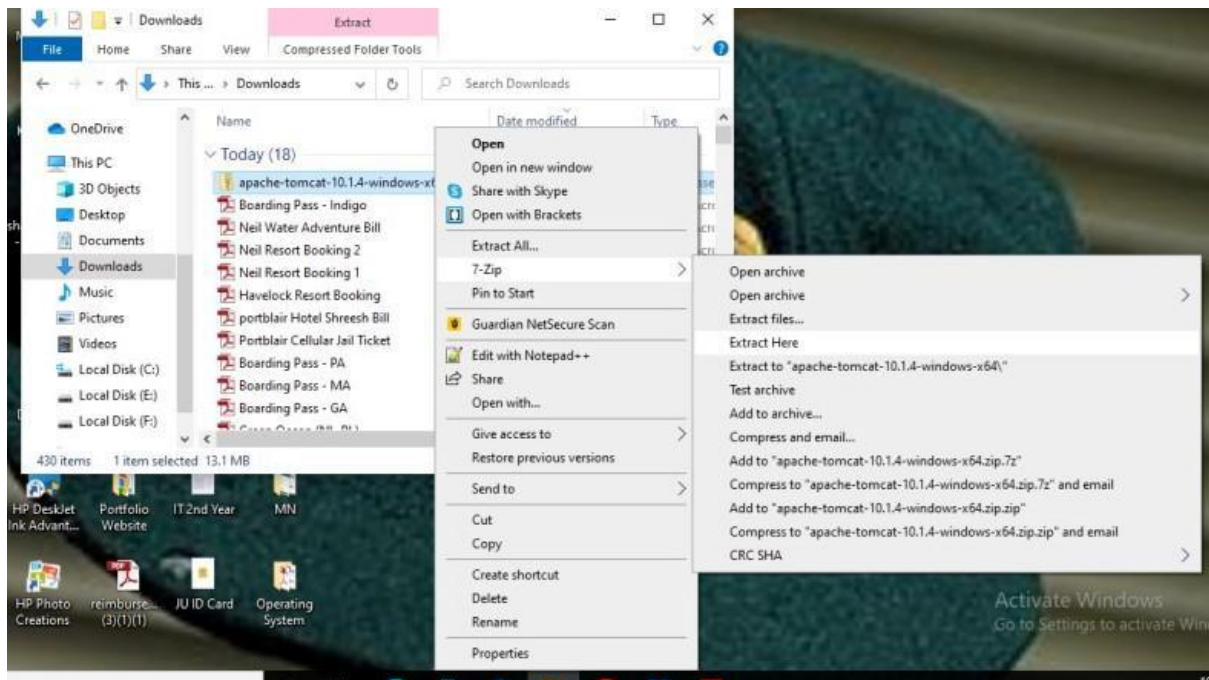 Downloads
Extract
File
Home
Share
View
Compressed Folder Tools
This ... › Downloads
Search Downloads
Name
Date modified
Type
OneDrive
This PC
3D Objects
Desktop
Documents
Downloads
Music
Pictures
Videos
Local Disk (C:)
Local Disk (E:)
Local Disk (F:)
Today (18)
apache-tomcat-10.1.4-windows-x6
Boarding Pass - Indigo
Neil Water Adventure Bill
Neil Resort Booking 2
Neil Resort Booking 1
Havelock Resort Booking
portblair Hotel Shreesh Bill
Portblair Cellular Jail Ticket
Boarding Pass - PA
Boarding Pass - MA
Boarding Pass - GA
430 items 1 item selected 13.1 MB
Open
Open in new window
Share with Skype
Open with Brackets
Extract All...
7-Zip
Pin to Start
Guardian NetSecure Scan
Edit with Notepad++
Share
Open with...
Give access to
Restore previous versions
Send to
Cut
Copy
Create shortcut
Delete
Rename
Properties
Open archive
Open archive
Extract files...
Extract Here
Extract to "apache-tomcat-10.1.4-windows-x64\"
Test archive
Add to archive...
Compress and email...
Add to "apache-tomcat-10.1.4-windows-x64.zip.7z"
Compress to "apache-tomcat-10.1.4-windows-x64.zip.7z" and email
Add to "apache-tomcat-10.1.4-windows-x64.zip.zip"
Compress to "apache-tomcat-10.1.4-windows-x64.zip.zip" and email
CRC SHA
HP DeskJet
Ink Advant...
Portfolio
Website
IT 2nd Year
MN
HP Photo
Creations
reimburse...
(3)(1)(1)
JU ID Card
Operating
System
Activate Windows
Go to Settings to activate Win